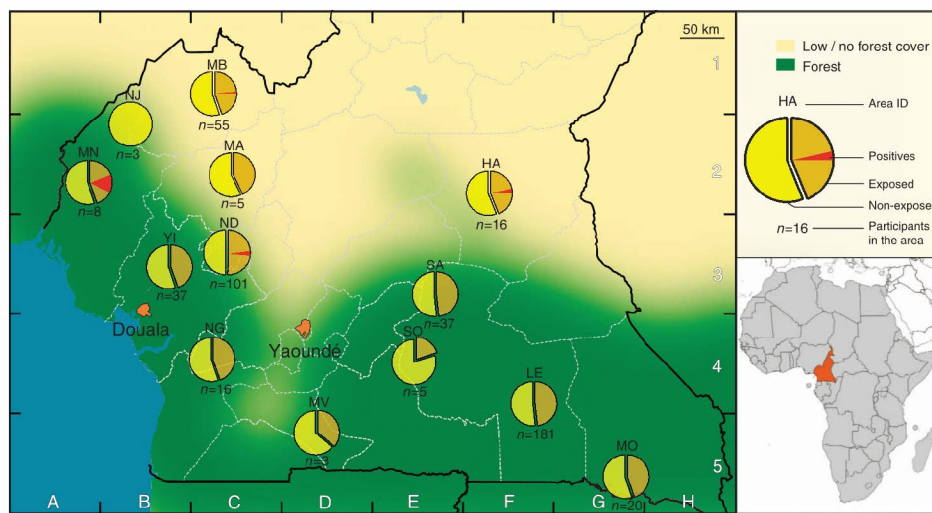 50 km
1
2
3
4
5
A B C D E F G H
MB
n=55
NJ
n=3
MN
n=8
MA
n=5
HA
n=16
ND
n=101
YI
n=37
SA
n=37
Douala
Yaoundé
NG
n=16
SO
n=5
LE
n=181
MV
n=3
MO
n=20
Low / no forest cover
Forest
HA
Area ID
Positives
Exposed
Non-expose
n=16
Participants
in the area